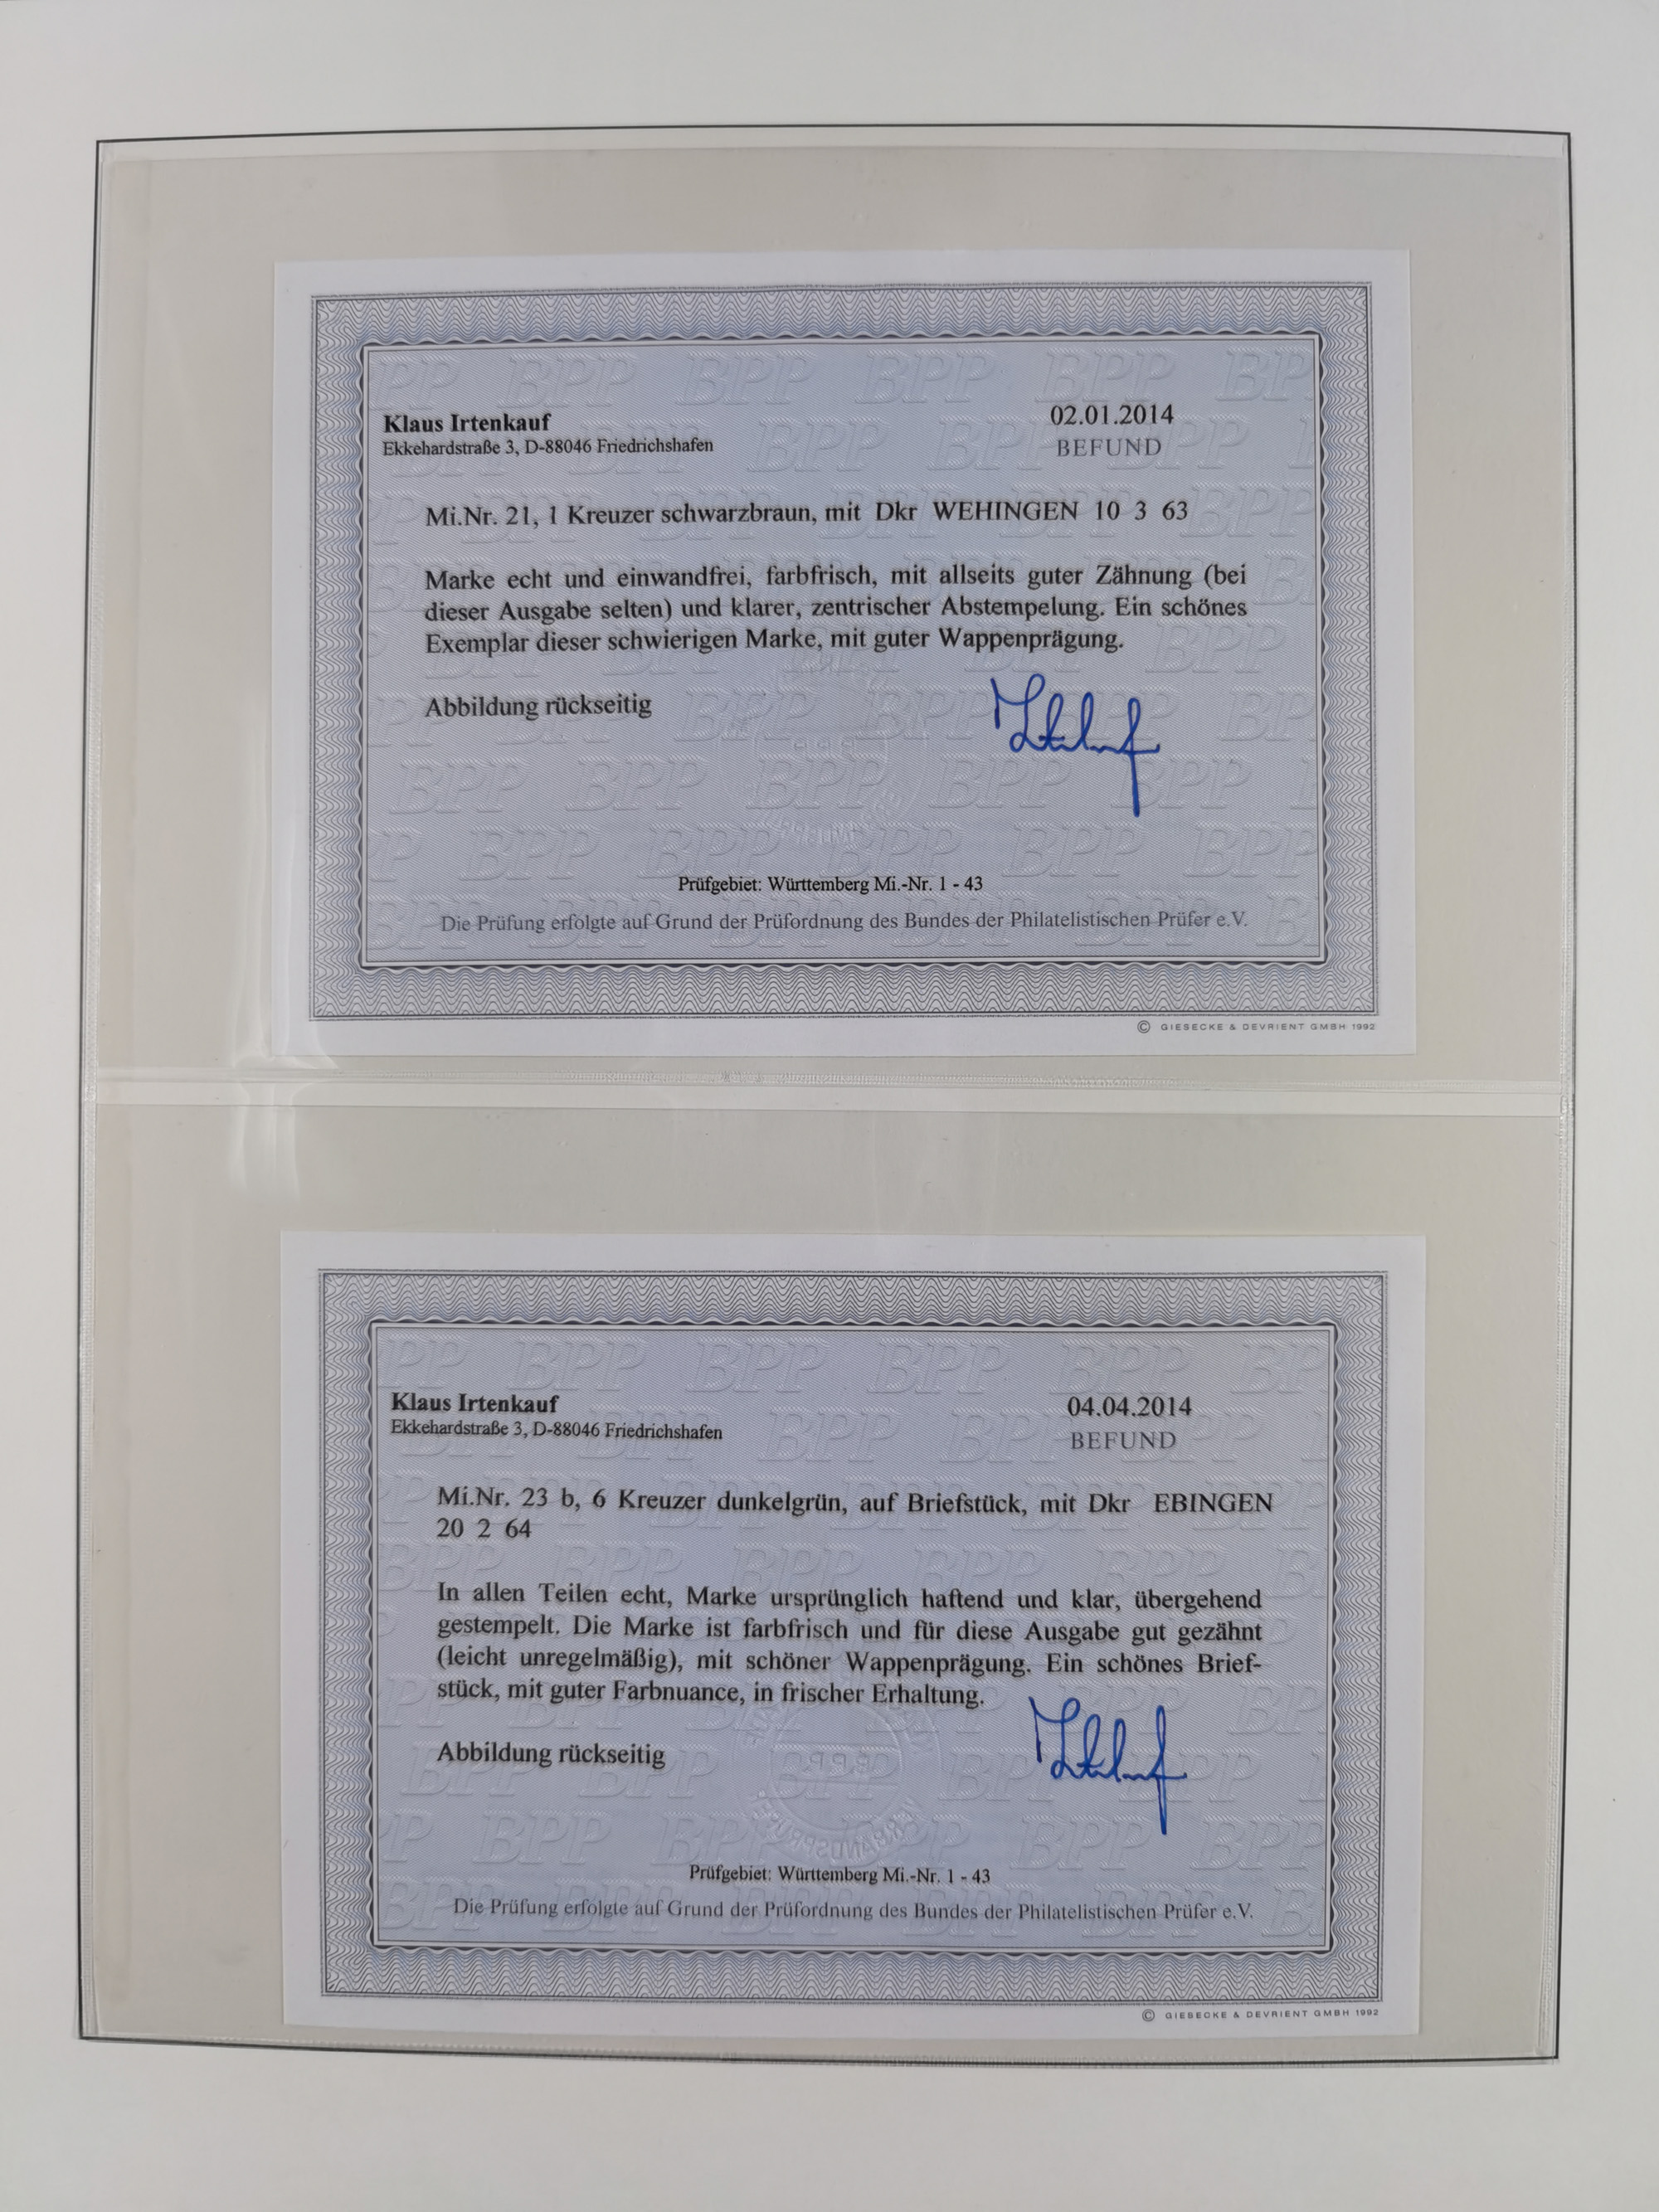 Klaus Irtenkauf
Ekkehardstraße 3, D-88046 Friedrichshafen
02.01.2014
BEFUND
Mi.Nr. 21, 1 Kreuzer schwarzbraun, mit Dkr WEHINGEN 10 3 63
Marke echt und einwandfrei, farbfrisch, mit allseits guter Zähnung (bei
dieser Ausgabe selten) und klarer, zentrischer Abstempelung. Ein schönes
Exemplar dieser schwierigen Marke, mit guter Wappenprägung.
Abbildung rückseitig
Prüfgebiet: Württemberg Mi.-Nr. 1 - 43
Die Prüfung erfolgte auf Grund der Prüfordnung des Bundes der Philatelistischen Prüfer e.V.
© GIESECKE & DEVRIENT GMBH 1992
Klaus Irtenkauf
Ekkehardstraße 3, D-88046 Friedrichshafen
04.04.2014
BEFUND
Mi.Nr. 23 b, 6 Kreuzer dunkelgrün, auf Briefstück, mit Dkr EBINGEN
20 2 64
In allen Teilen echt, Marke ursprünglich haftend und klar, übergehend
gestempelt. Die Marke ist farbfrisch und für diese Ausgabe gut gezähnt
(leicht unregelmäßig), mit schöner Wappenprägung. Ein schönes Brief-
stück, mit guter Farbnuance, in frischer Erhaltung.
Abbildung rückseitig
Prüfgebiet: Württemberg Mi.-Nr. 1 - 43
Die Prüfung erfolgte auf Grund der Prüfordnung des Bundes der Philatelistischen Prüfer e.V.
© GIESECKE & DEVRIENT GMBH 1992